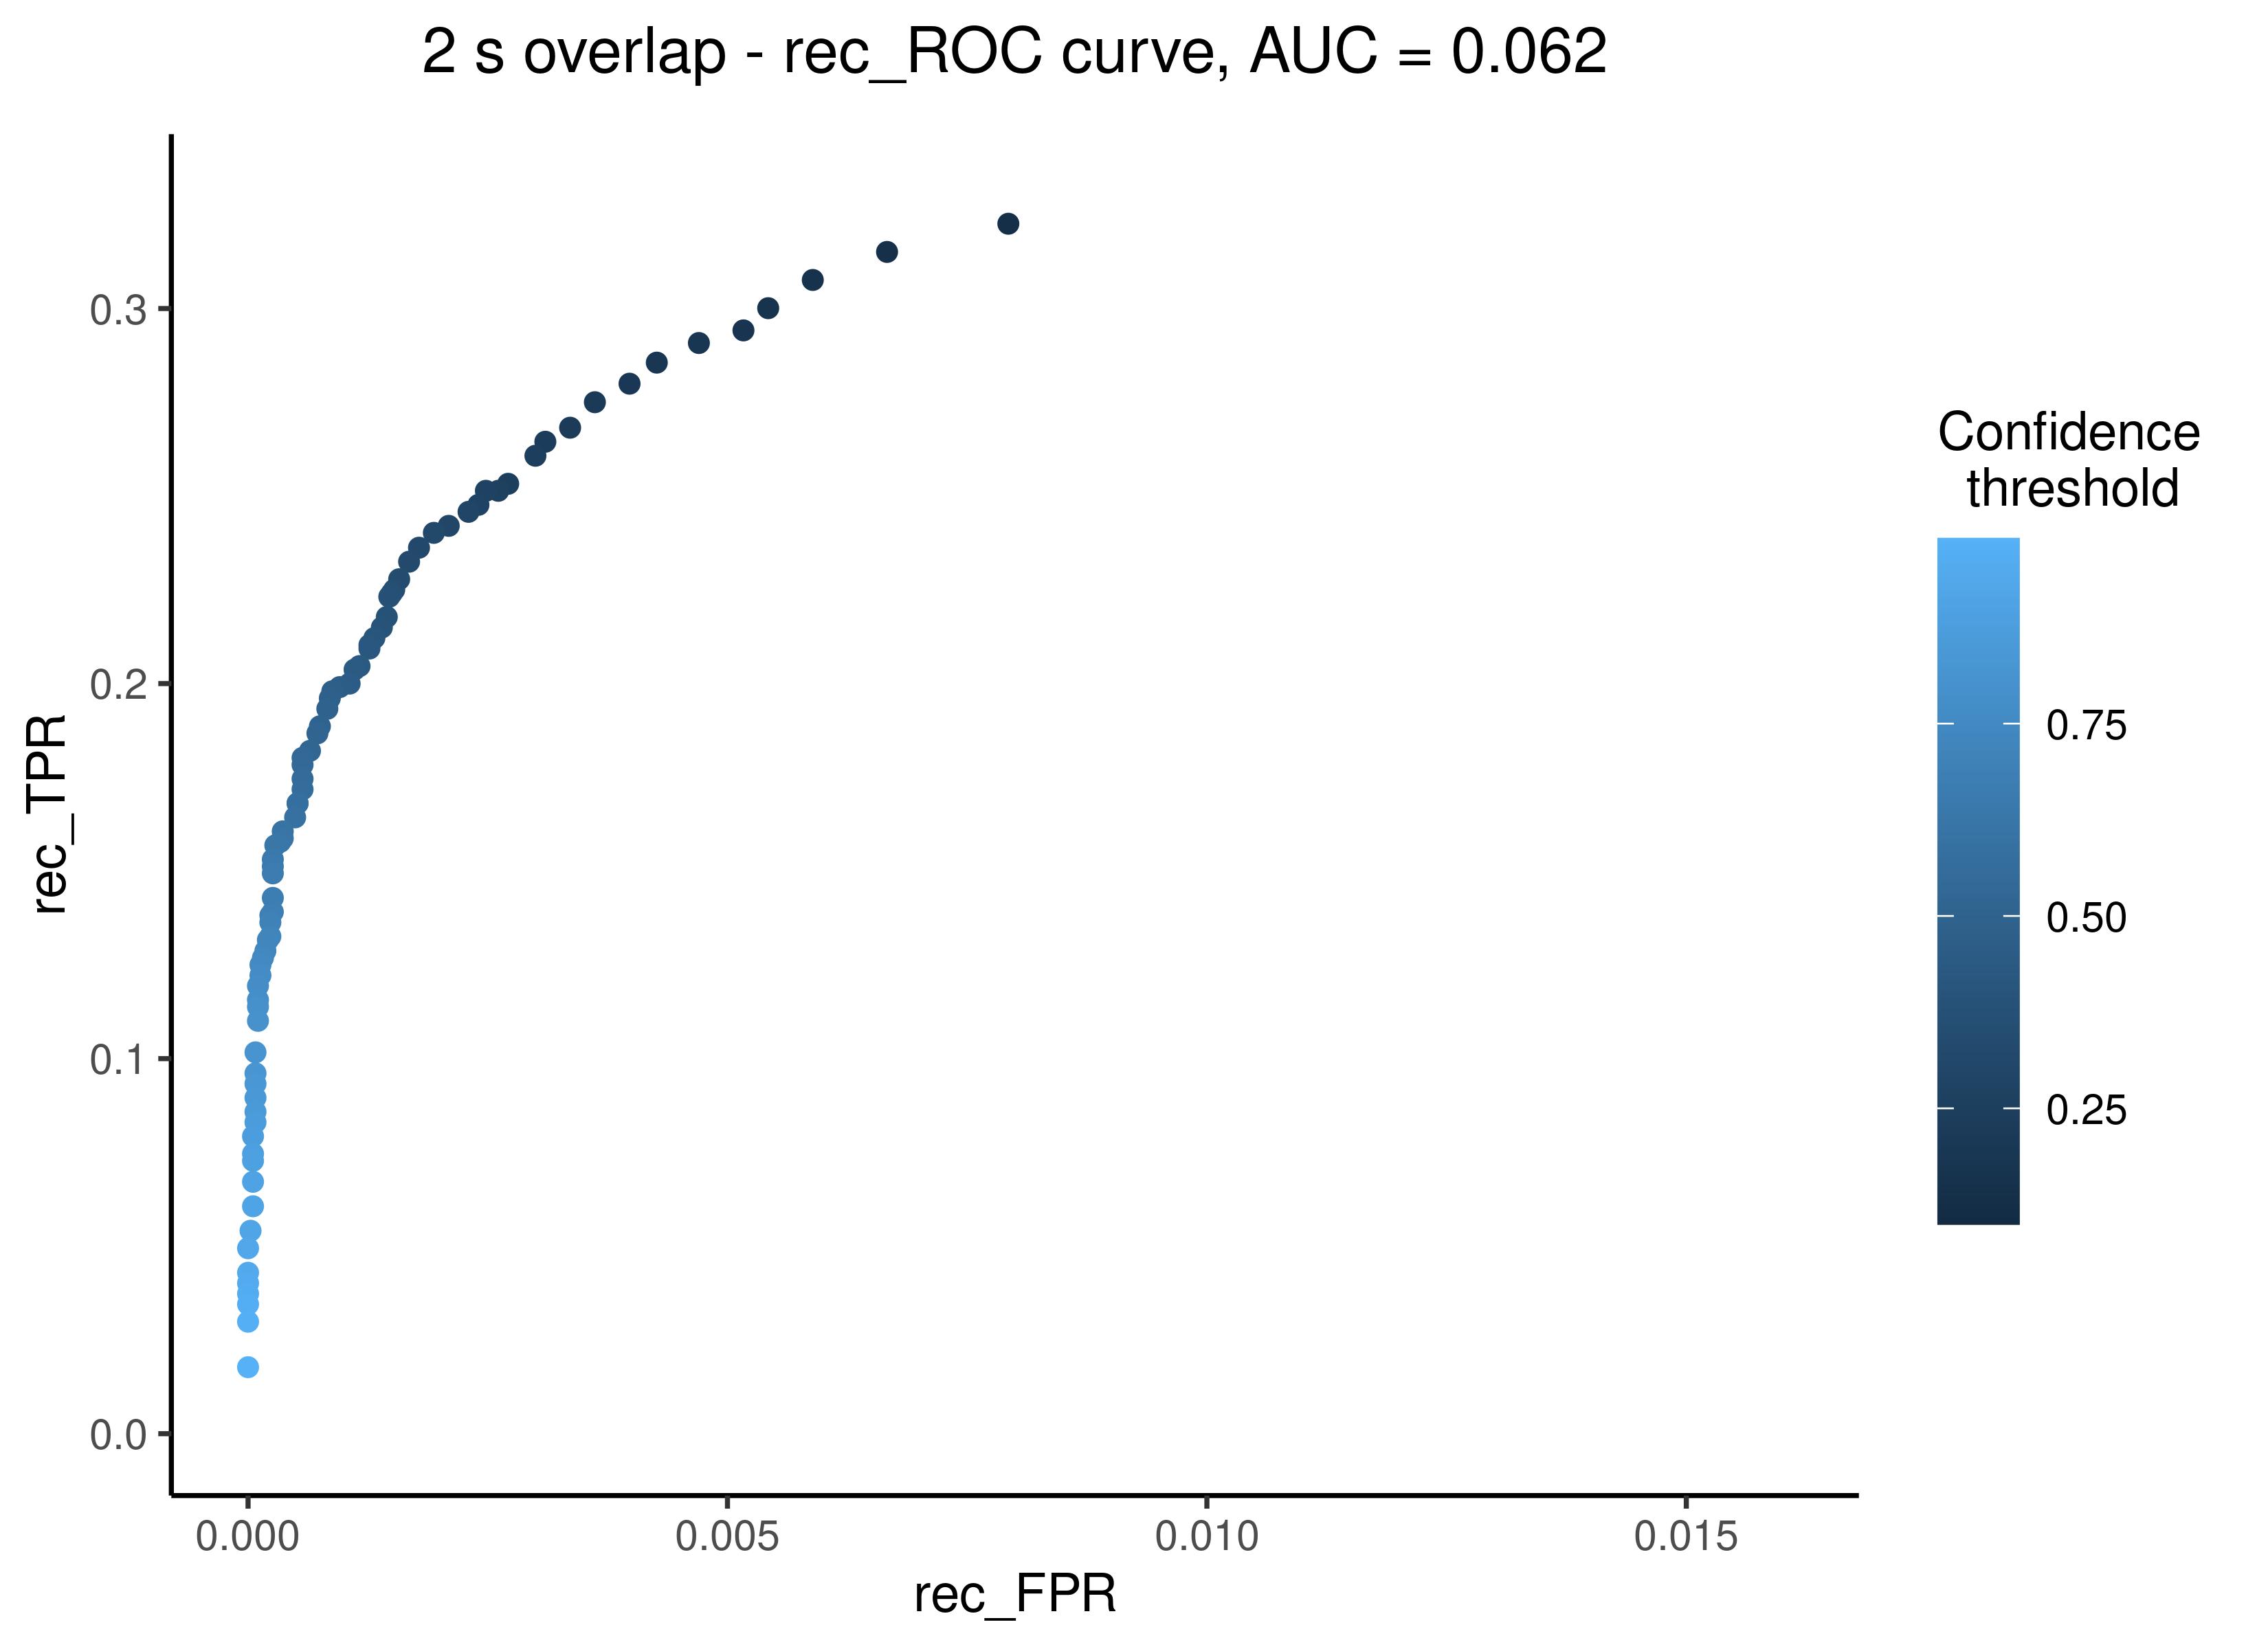 2 s overlap - rec_ROC curve, AUC = 0.062
rec_TPR
0.3
0.2
0.1
0.0
0.000
0.005
0.010
0.015
rec_FPR
Confidence
threshold
0.75
0.50
0.25